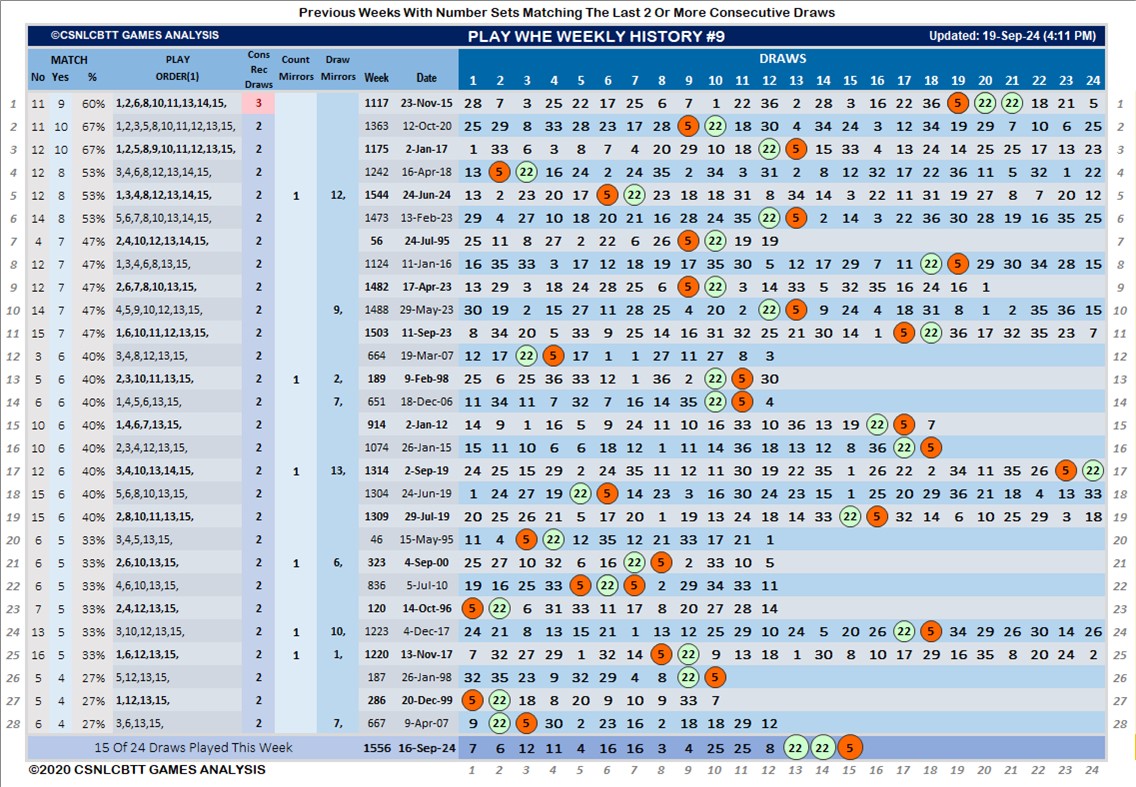 Previous Weeks With Number Sets Matching The Last 2 Or More Consecutive Draws
©CSNLCBTT GAMES ANALYSIS PLAY WHE WEEKLY HISTORY #9 Updated: 19-Sep-24 (4:11 PM)
MATCH PLAY Cons Count Draw DRAWS
No Yes % ORDER(1) Rec Draws Mirrors Mirrors Week Date 1 2 3 4 5 6 7 8 9 10 11 12 13 14 15 16 17 18 19 20 21 22 23 24
1 11 9 60% 1,2,6,8,10,11,13,14,15, 3 1117 23-Nov-15 28 7 3 25 22 17 25 6 7 1 22 36 2 28 3 16 22 36 5 22 22 18 21 5 1
2 11 10 67% 1,2,3,5,8,10,11,12,13,15, 2 1363 12-Oct-20 25 29 8 33 28 23 17 28 5 22 18 30 4 34 24 3 12 34 19 29 7 10 6 25 2
3 12 10 67% 1,2,5,8,9,10,11,12,13,15, 2 1175 2-Jan-17 1 33 6 3 8 7 4 20 29 10 18 22 5 15 33 4 13 24 14 25 25 17 13 23 3
4 12 8 53% 3,4,6,8,12,13,14,15, 2 1242 16-Apr-18 13 5 22 16 24 2 24 35 2 34 3 31 2 8 12 32 17 22 36 11 5 32 1 22 4
5 12 8 53% 1,3,4,8,12,13,14,15, 2 1 12, 1544 24-Jun-24 13 2 23 20 17 5 22 23 18 18 31 8 34 14 3 22 11 31 19 27 8 7 20 12 5
6 14 8 53% 5,6,7,8,10,13,14,15, 2 1473 13-Feb-23 29 4 27 10 18 20 21 16 28 24 35 22 5 2 14 3 22 36 30 28 19 16 35 25 6
7 4 7 47% 2,4,10,12,13,14,15, 2 56 24-Jul-95 25 11 8 27 2 22 6 26 5 22 19 19 7
8 12 7 47% 1,3,4,6,8,13,15, 2 1124 11-Jan-16 16 35 33 3 17 12 18 19 17 35 30 5 12 17 29 7 11 22 5 29 30 34 28 15 8
9 12 7 47% 2,6,7,8,10,13,15, 2 1482 17-Apr-23 13 29 3 18 24 28 25 6 5 22 3 14 33 5 32 35 16 24 16 1 9
10 14 7 47% 4,5,9,10,12,13,15, 2 9, 1488 29-May-23 30 19 2 15 27 11 28 25 4 20 2 22 5 9 24 4 18 31 8 1 2 35 36 15 10
11 15 7 47% 1,6,10,11,12,13,15, 2 1503 11-Sep-23 8 34 20 5 33 9 25 14 16 31 32 25 21 30 14 1 5 22 36 17 32 35 23 7 11
12 3 6 40% 3,4,8,12,13,15, 2 664 19-Mar-07 12 17 22 5 17 1 1 27 11 27 8 3 12
13 5 6 40% 2,3,10,11,13,15, 2 1 2, 189 9-Feb-98 25 6 25 36 33 12 1 36 2 22 5 30 13
14 6 6 40% 1,4,5,6,13,15, 2 7, 651 18-Dec-06 11 34 11 7 32 7 16 14 35 22 5 4 14
15 10 6 40% 1,4,6,7,13,15, 2 914 2-Jan-12 14 9 1 16 5 9 24 11 10 16 33 10 36 13 19 22 5 7 15
16 10 6 40% 2,3,4,12,13,15, 2 1074 26-Jan-15 15 11 10 6 6 18 12 1 11 14 36 18 13 12 8 36 22 5 16
17 12 6 40% 3,4,10,13,14,15, 2 1 13, 1314 2-Sep-19 24 25 15 29 2 24 35 11 12 11 30 19 22 35 1 26 22 2 34 11 35 26 5 22 17
18 15 6 40% 5,6,8,10,13,15, 2 1304 24-Jun-19 1 24 27 19 22 5 14 23 3 16 30 24 23 15 1 25 20 29 36 21 18 4 13 33 18
19 15 6 40% 2,8,10,11,13,15, 2 1309 29-Jul-19 20 25 26 21 5 17 20 1 19 13 24 18 14 33 22 5 32 14 6 10 25 29 3 18 19
20 6 5 33% 3,4,5,13,15, 2 46 15-May-95 11 4 5 22 12 35 12 21 33 17 21 1 20
21 6 5 33% 2,6,10,13,15, 2 1 6, 323 4-Sep-00 25 27 10 32 6 16 22 5 2 33 10 5 21
22 6 5 33% 4,6,10,13,15, 2 836 5-Jul-10 19 16 25 33 5 22 5 2 29 34 33 11 22
23 7 5 33% 2,4,12,13,15, 2 120 14-Oct-96 5 22 6 31 33 11 17 8 20 27 28 14 23
24 13 5 33% 3,10,12,13,15, 2 1 10, 1223 4-Dec-17 24 21 8 13 15 21 1 13 12 25 29 10 24 5 20 26 22 5 34 29 26 30 14 26 24
25 16 5 33% 1,6,12,13,15, 2 1 1, 1220 13-Nov-17 7 32 27 29 1 32 14 5 22 9 13 18 1 30 8 10 17 29 16 35 8 20 24 2 25
26 5 4 27% 5,12,13,15, 2 187 26-Jan-98 32 35 23 9 32 29 4 8 22 5 26
27 5 4 27% 1,12,13,15, 2 286 20-Dec-99 5 22 18 8 20 9 10 9 33 7 27
28 6 4 27% 3,6,13,15, 2 7, 667 9-Apr-07 9 22 5 30 2 23 16 2 18 18 29 12 28
15 Of 24 Draws Played This Week 1556 16-Sep-24 7 6 12 11 4 16 16 3 4 25 25 8 22 22 5
©2020 CSNLCBTT GAMES ANALYSIS 1 2 3 4 5 6 7 8 9 10 11 12 13 14 15 16 17 18 19 20 21 22 23 24